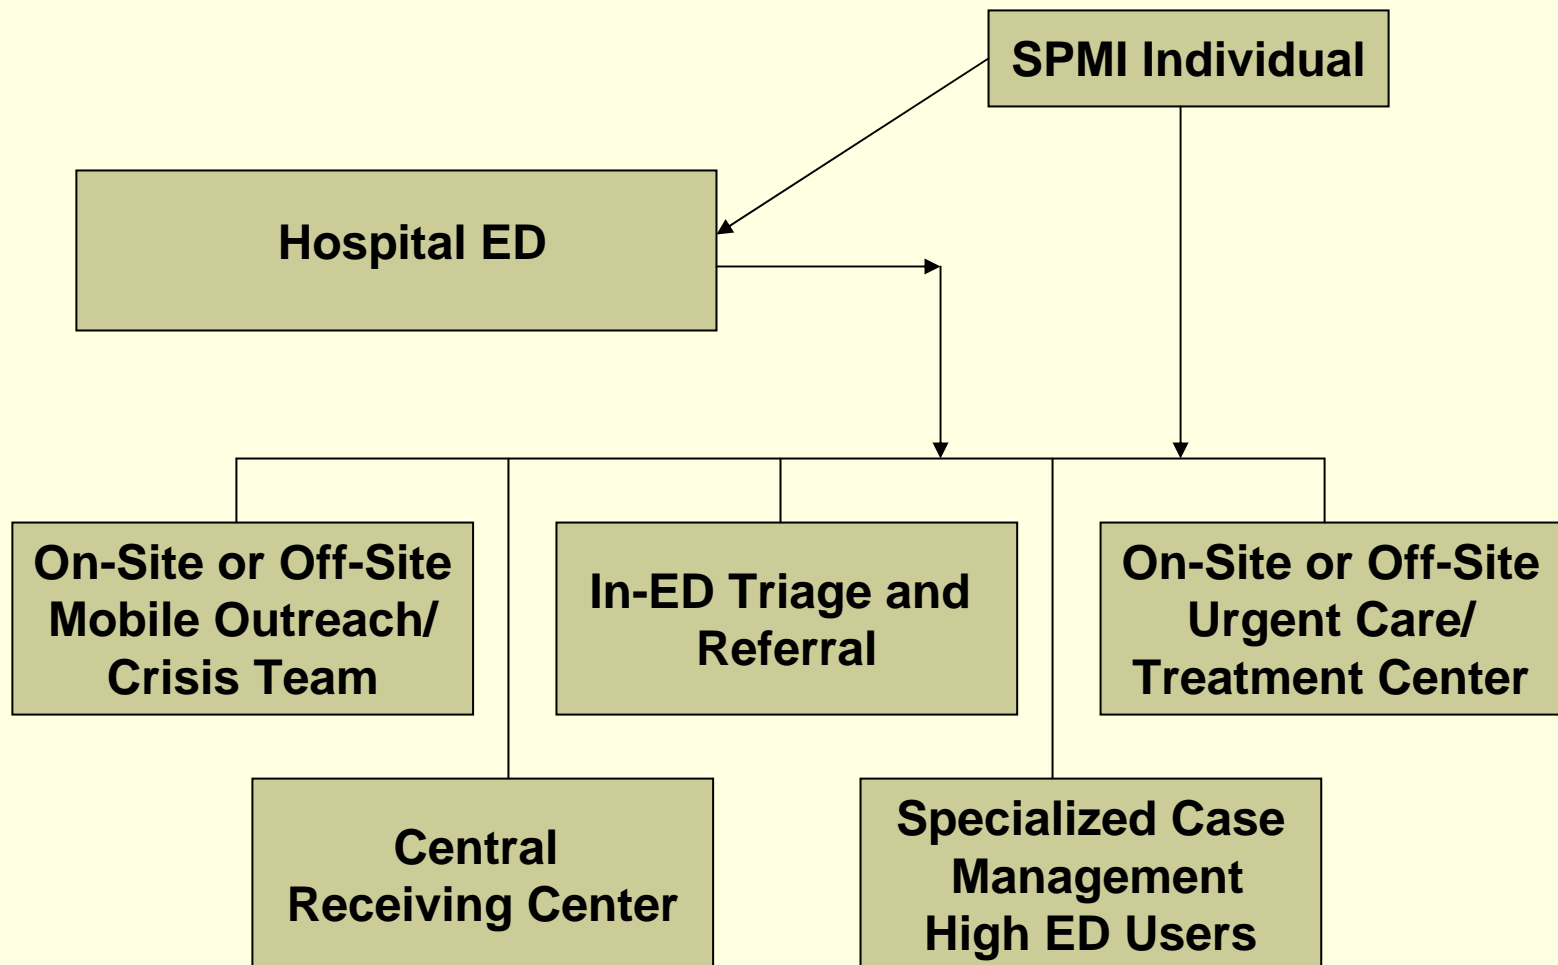 SPMI Individual
Hospital ED
On-Site or Off-Site
Mobile Outreach/
Crisis Team
In-ED Triage and
Referral
On-Site or Off-Site
Urgent Care/
Treatment Center
Central
Receiving Center
Specialized Case
Management
High ED Users